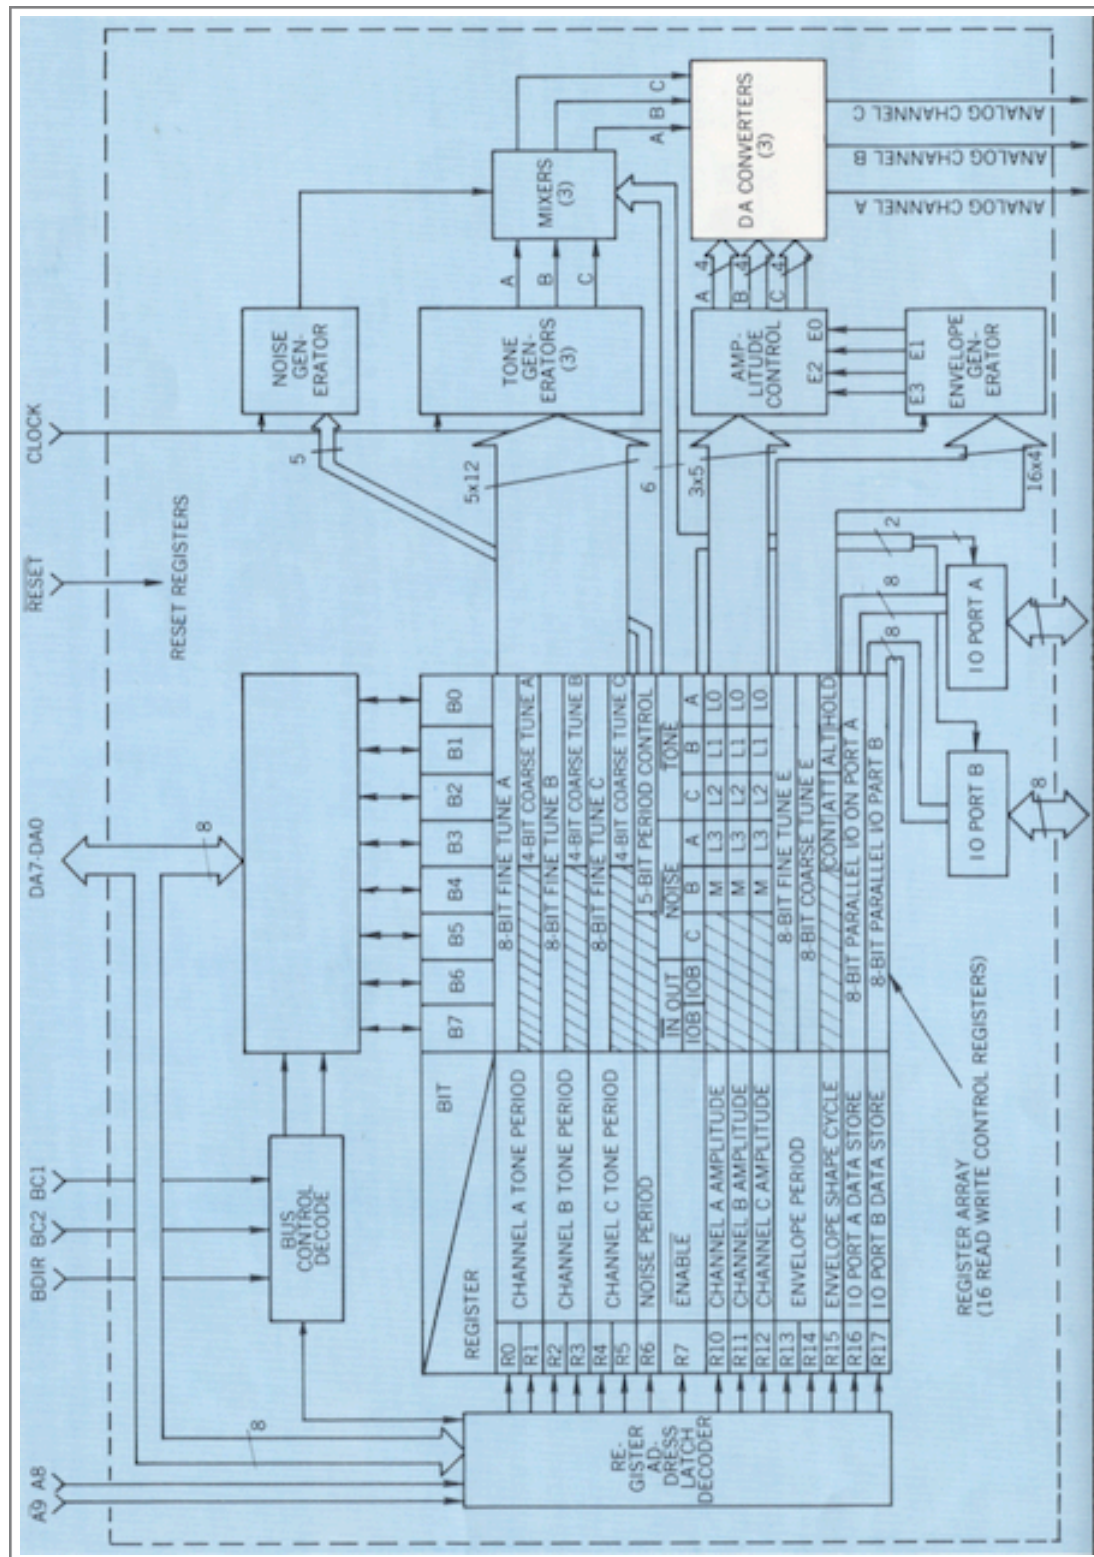 A9 A8
BDIR BC2 BC1
DA7-DA0
RESET
CLOCK
8
8
RESET REGISTERS
BUS
CONTROL
DECODE
RE-
GISTER
AD-
DRESS
LATCH
DECODER
REGISTER
BIT
B7 B6 B5 B4 B3 B2 B1 B0
R0 CHANNEL A TONE PERIOD 8-BIT FINE TUNE A
R1 4-BIT COARSE TUNE A
R2 CHANNEL B TONE PERIOD 8-BIT FINE TUNE B
R3 4-BIT COARSE TUNE B
R4 CHANNEL C TONE PERIOD 8-BIT FINE TUNE C
R5 4-BIT COARSE TUNE C
R6 NOISE PERIOD 5-BIT PERIOD CONTROL
R7 ENABLE IN OUT NOISE TONE
IOB IOB C B A C B A
R10 CHANNEL A AMPLITUDE M L3 L2 L1 L0
R11 CHANNEL B AMPLITUDE M L3 L2 L1 L0
R12 CHANNEL C AMPLITUDE M L3 L2 L1 L0
R13 ENVELOPE PERIOD 8-BIT FINE TUNE E
R14 8-BIT COARSE TUNE E
R15 ENVELOPE SHAPE CYCLE CONT ATT ALT HOLD
R16 IO PORT A DATA STORE 8-BIT PARALLEL I/O ON PORT A
R17 IO PORT B DATA STORE 8-BIT PARALLEL I/O PART B
REGISTER ARRAY
(16 READ WRITE CONTROL REGISTERS)
5
5x12
6
3x5
16x4
2
8
8
NOISE
GEN-
ERATOR
TONE
GEN-
ERATORS
(3)
A
B
C
MIXERS
(3)
A B C
AMP-
LITUDE
CONTROL
E2 E0
E3 E1
ENVELOPE
GEN-
ERATOR
A 4
B 4
C 4
DA CONVERTERS
(3)
ANALOG CHANNEL C
ANALOG CHANNEL B
ANALOG CHANNEL A
IO PORT B
8
IO PORT A
8